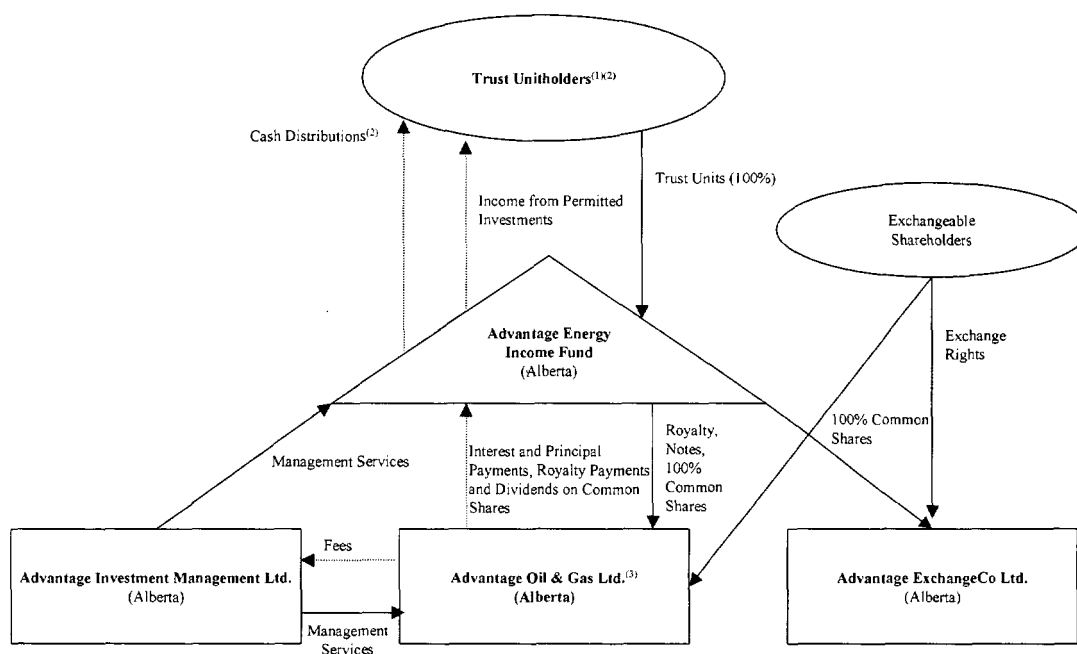 Trust Unitholders(1)(2)
Cash Distributions(2)
Trust Units (100%)
Income from Permitted
Investments
Exchangeable
Shareholders
Advantage Energy
Income Fund
(Alberta)
Exchange
Rights
100% Common
Shares
Management Services
Interest and Principal
Payments, Royalty Payments
and Dividends on Common
Shares
Royalty,
Notes,
100%
Common
Shares
Advantage Investment Management Ltd.
(Alberta)
Fees
Management
Services
Advantage Oil & Gas Ltd.(3)
(Alberta)
Advantage ExchangeCo Ltd.
(Alberta)